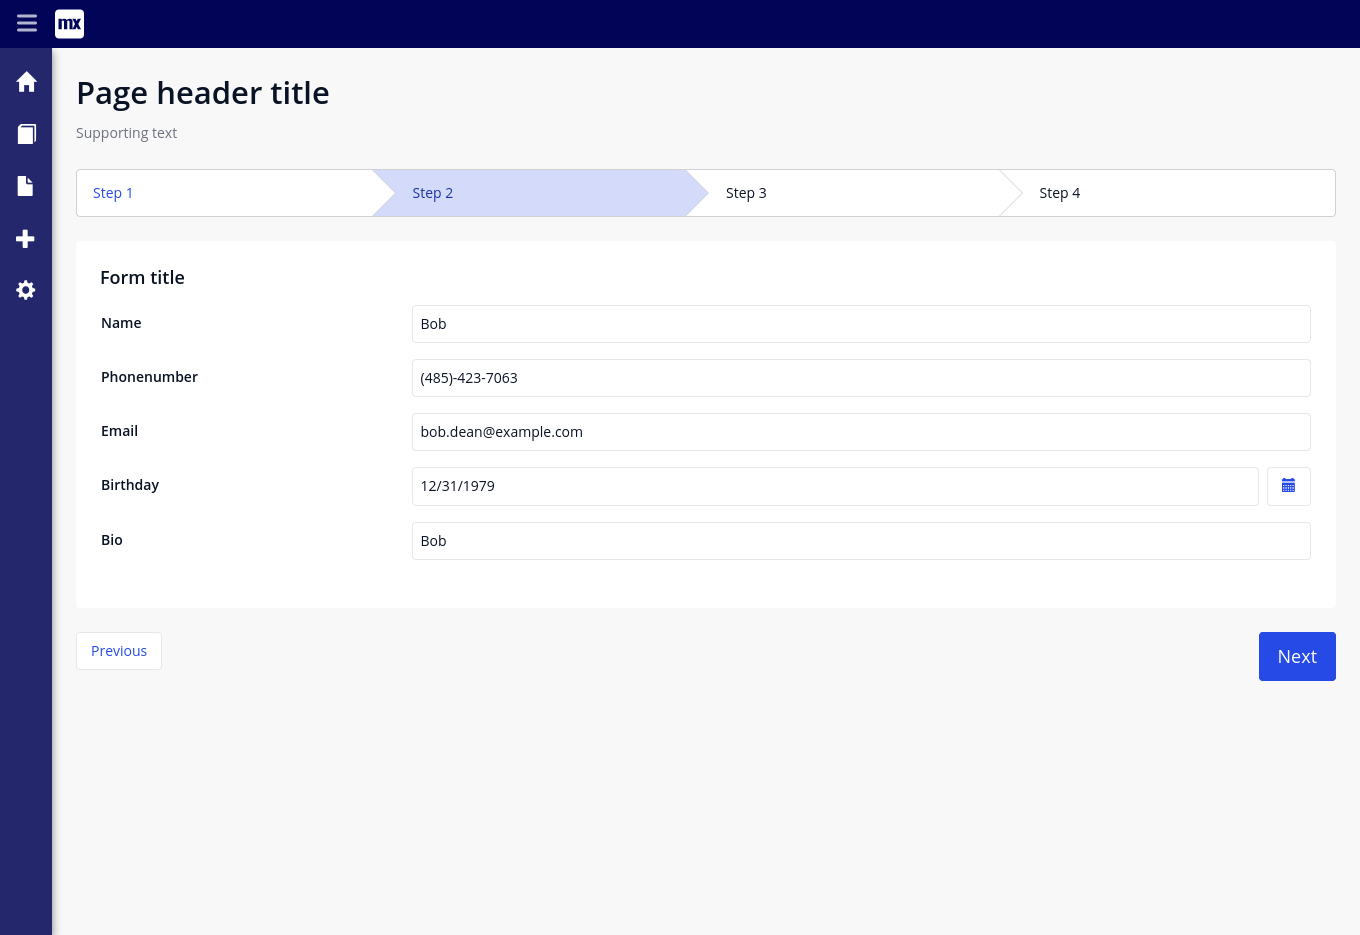 mx
Page header title
Supporting text
Step 1 Step 2 Step 3 Step 4
Form title
Name Bob
Phonenumber (485)-423-7063
Email bob.dean@example.com
Birthday 12/31/1979
Bio Bob
Previous Next